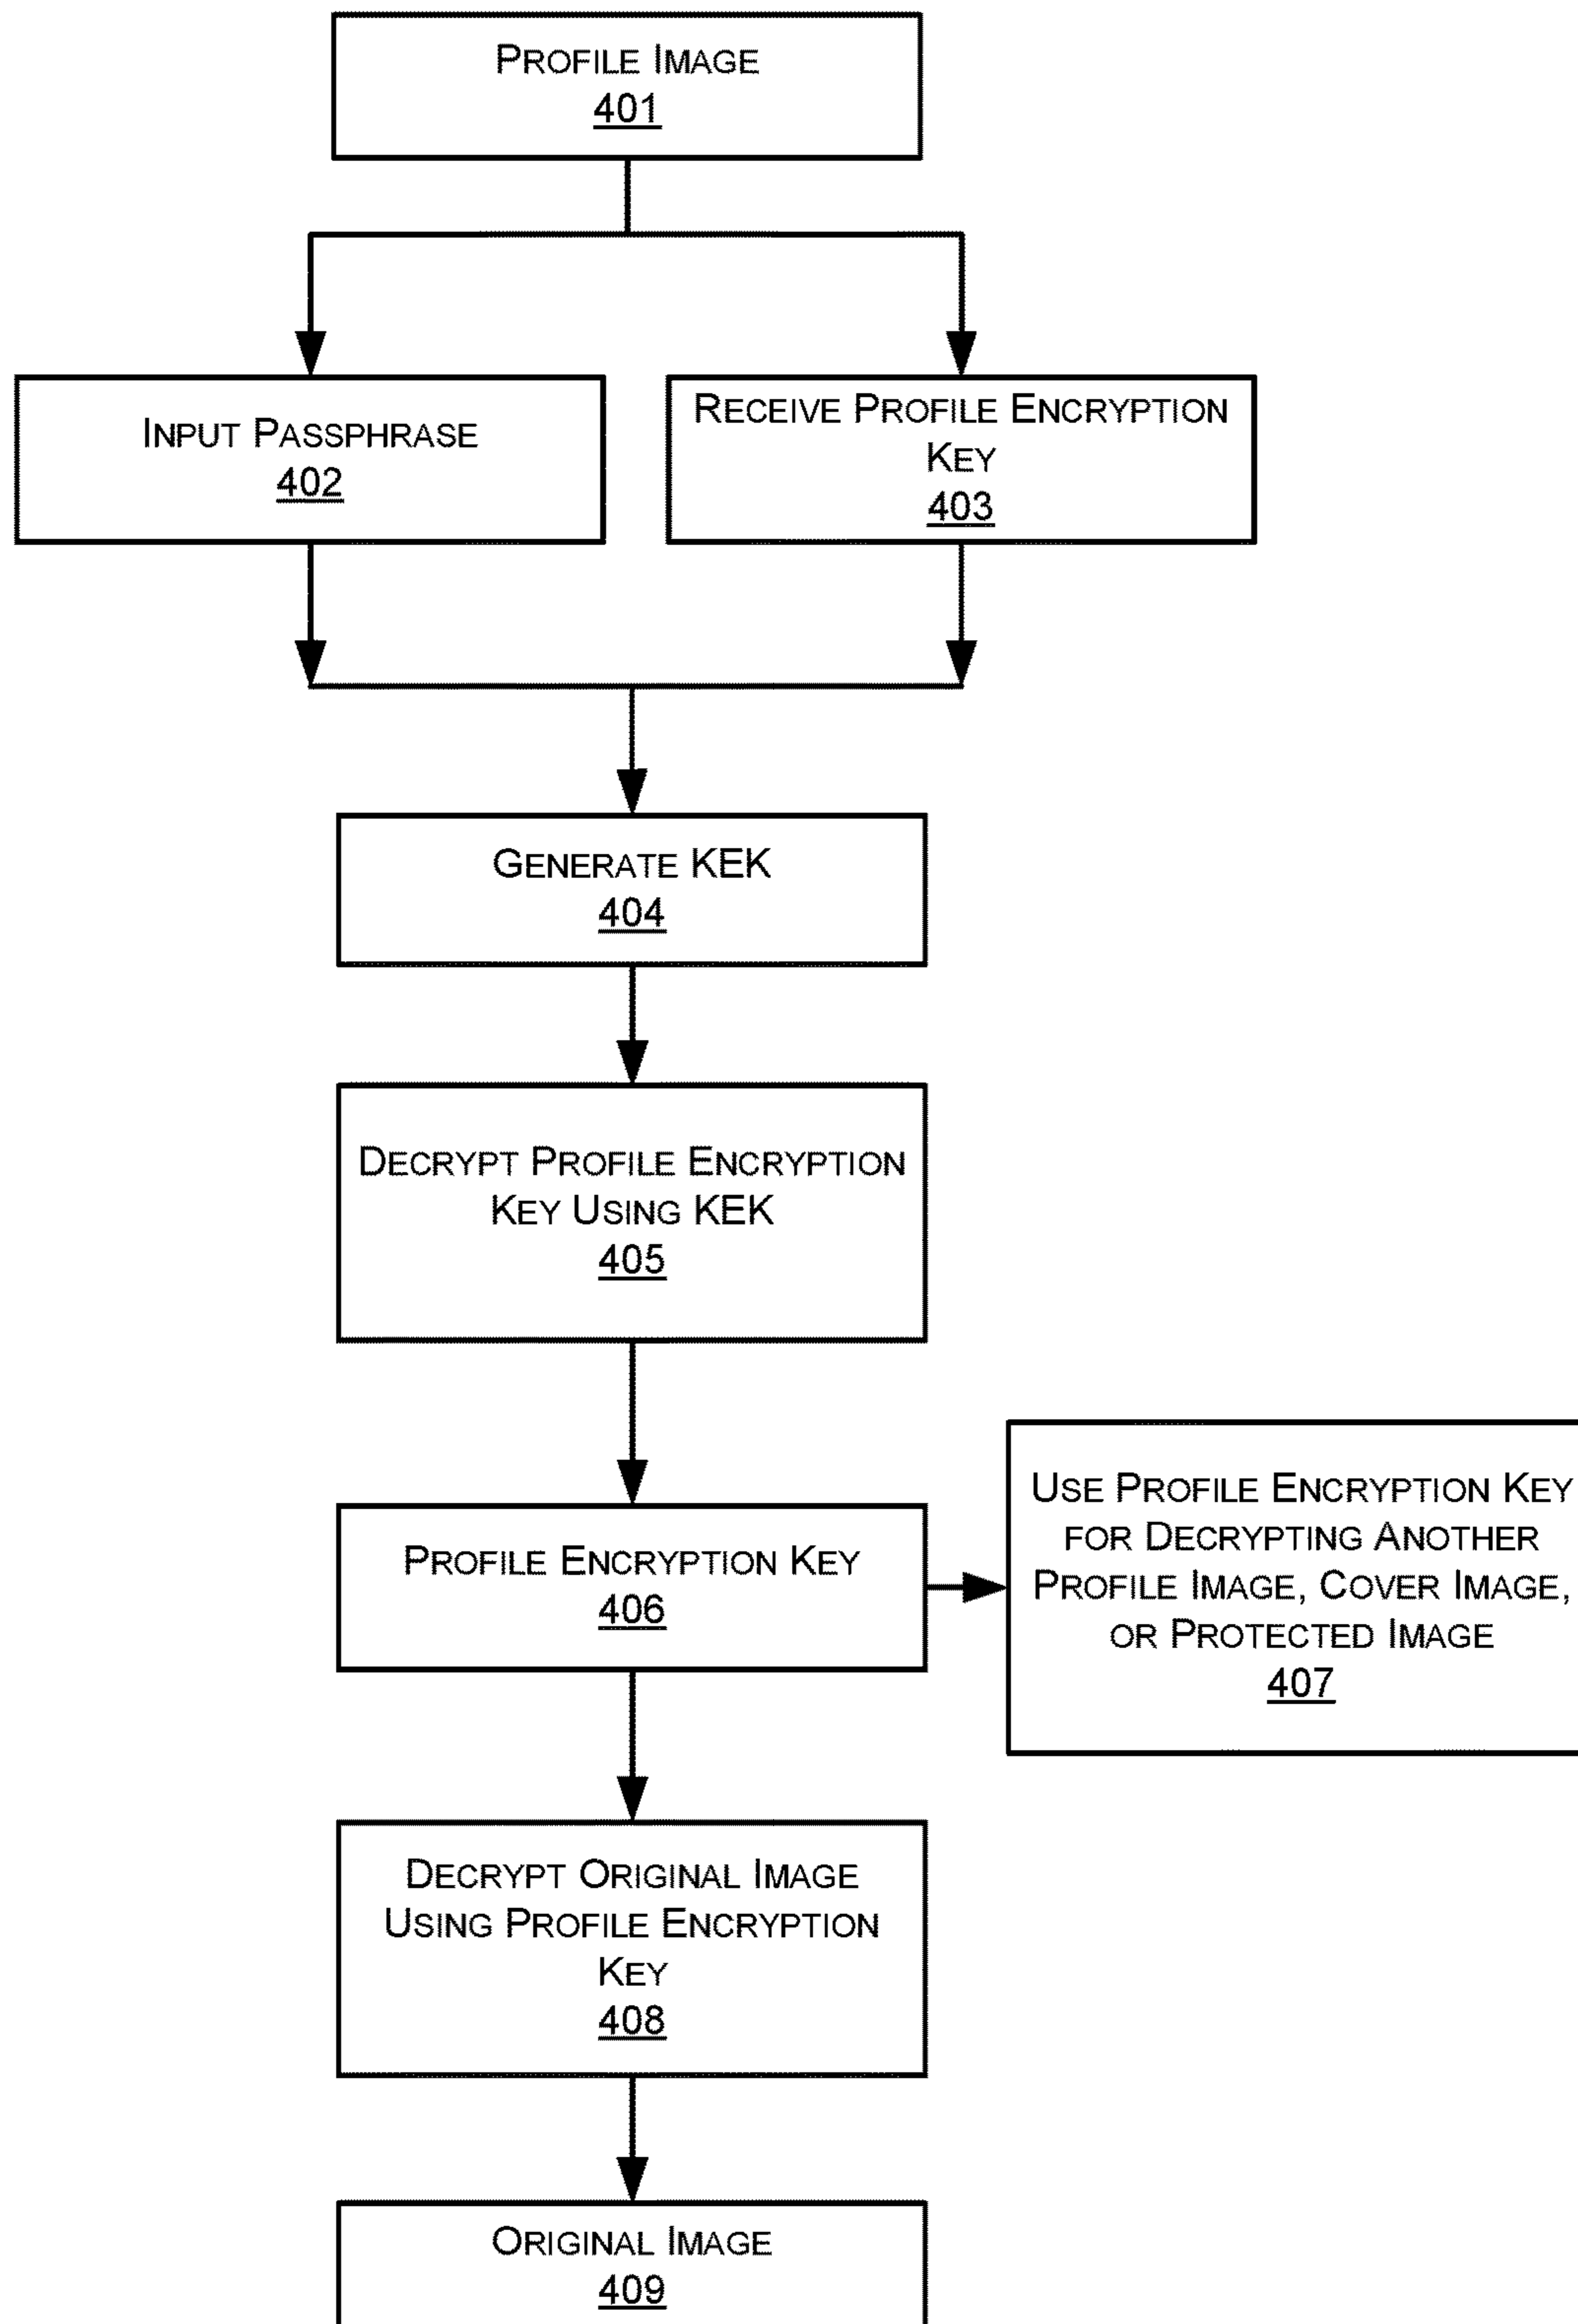 PROFILE IMAGE
401
INPUT PASSPHRASE
402
RECEIVE PROFILE ENCRYPTION
KEY
403
GENERATE KEK
404
DECRYPT PROFILE ENCRYPTION
KEY USING KEK
405
PROFILE ENCRYPTION KEY
406
USE PROFILE ENCRYPTION KEY
FOR DECRYPTING ANOTHER
PROFILE IMAGE, COVER IMAGE,
OR PROTECTED IMAGE
407
DECRYPT ORIGINAL IMAGE
USING PROFILE ENCRYPTION
KEY
408
ORIGINAL IMAGE
409